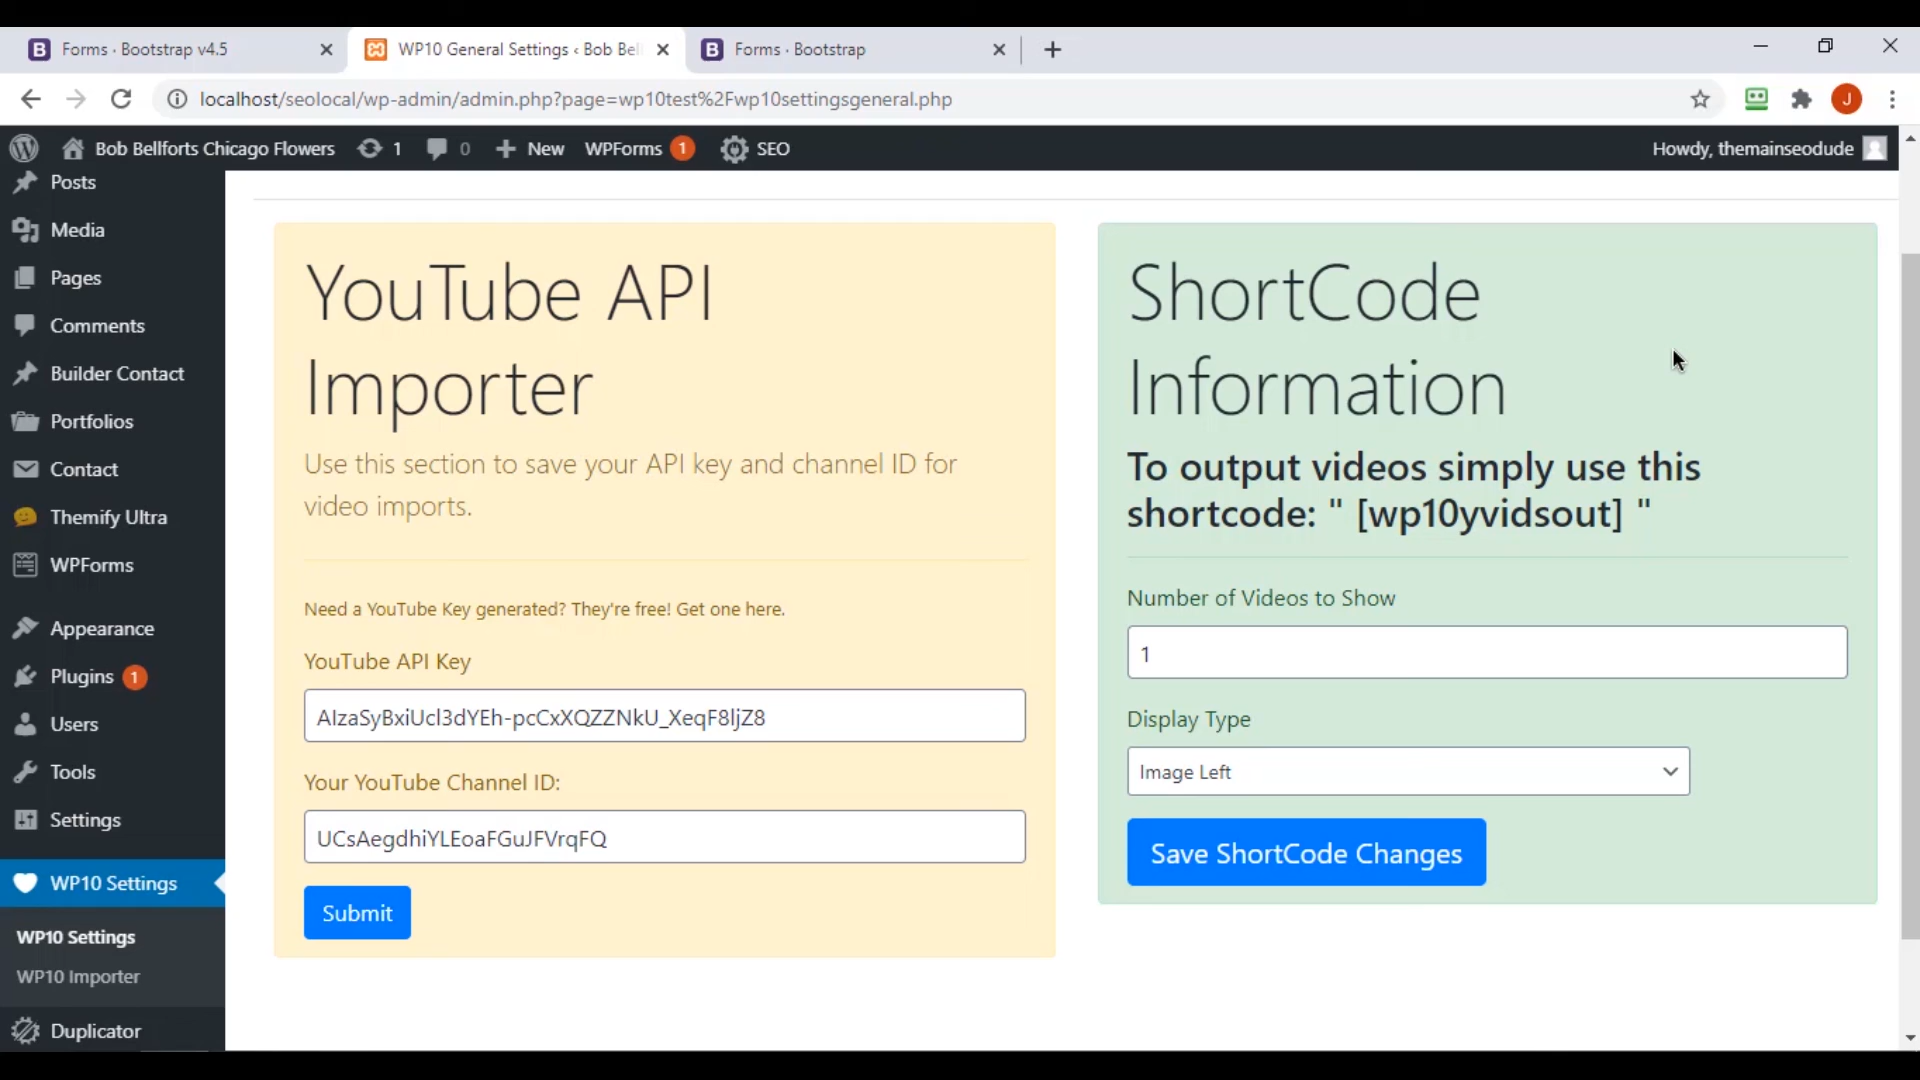 Forms · Bootstrap v4.5
WP10 General Settings ‹ Bob Bel
Forms · Bootstrap
localhost/seolocal/wp-admin/admin.php?page=wp10test%2Fwp10settingsgeneral.php
J
Bob Bellforts Chicago Flowers
1
0
New
WPForms 1
SEO
Howdy, themainseodude
Posts
Media
Pages
Comments
Builder Contact
Portfolios
Contact
Themify Ultra
WPForms
Appearance
Plugins 1
Users
Tools
Settings
WP10 Settings
WP10 Settings
WP10 Importer
Duplicator
YouTube API
Importer
Use this section to save your API key and channel ID for
video imports.
Need a YouTube Key generated? They're free! Get one here.
YouTube API Key
AIzaSyBxiUcl3dYEh-pcCxXQZZNkU_XeqF8ljZ8
Your YouTube Channel ID:
UCsAegdhiYLEoaFGuJFVrqFQ
Submit
ShortCode
Information
To output videos simply use this
shortcode: " [wp10yvidsout] "
Number of Videos to Show
1
Display Type
Image Left
Save ShortCode Changes